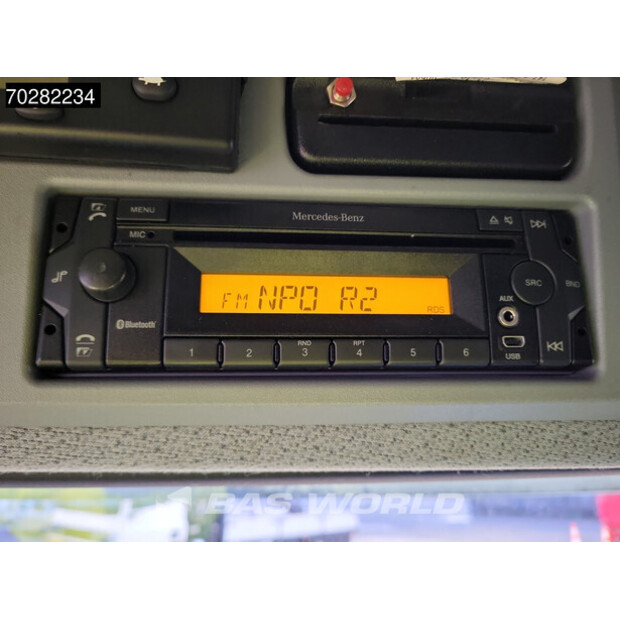 70282234
MENU
Mercedes-Benz
MIC
SRC
RND
FM NPO R2
RDS
AUX
Bluetooth
RND
RPT
1 2 3 4 5 6
USB
BAS WORLD